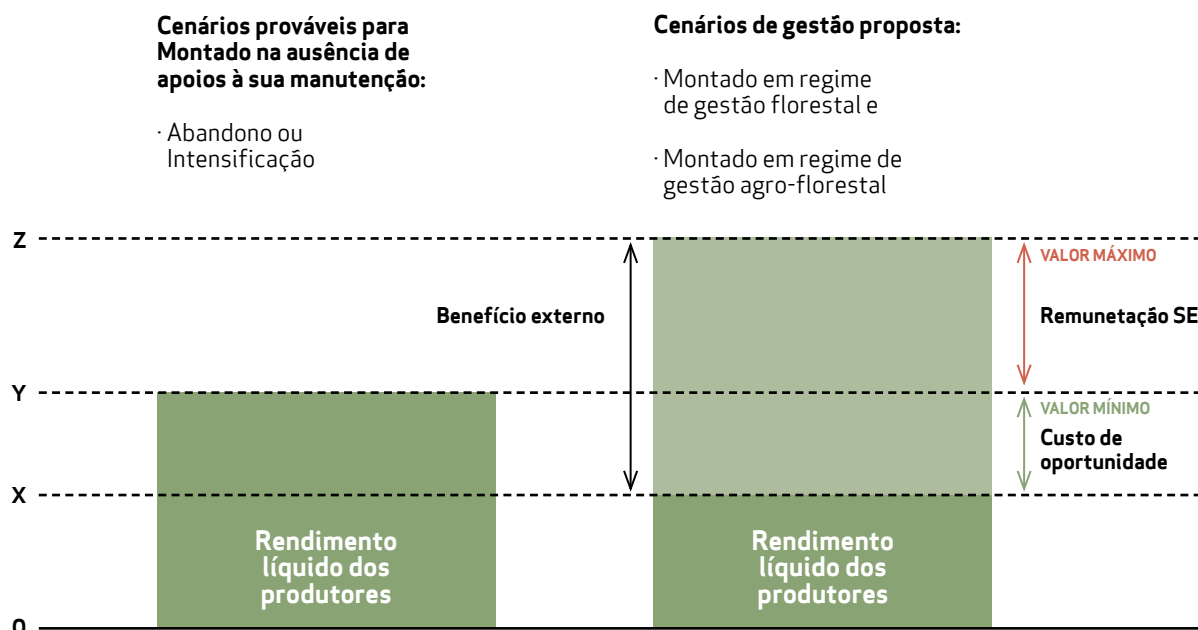 Cenários prováveis para
Montado na ausência de
apoios à sua manutenção:
· Abandono ou
Intensificação
Cenários de gestão proposta:
· Montado em regime
de gestão florestal e
· Montado em regime de
gestão agro-florestal
Z
VALOR MÁXIMO
Benefício externo
Remunetação SE
Y
VALOR MÍNIMO
Custo de
oportunidade
X
Rendimento
líquido dos
produtores
Rendimento
líquido dos
produtores
0